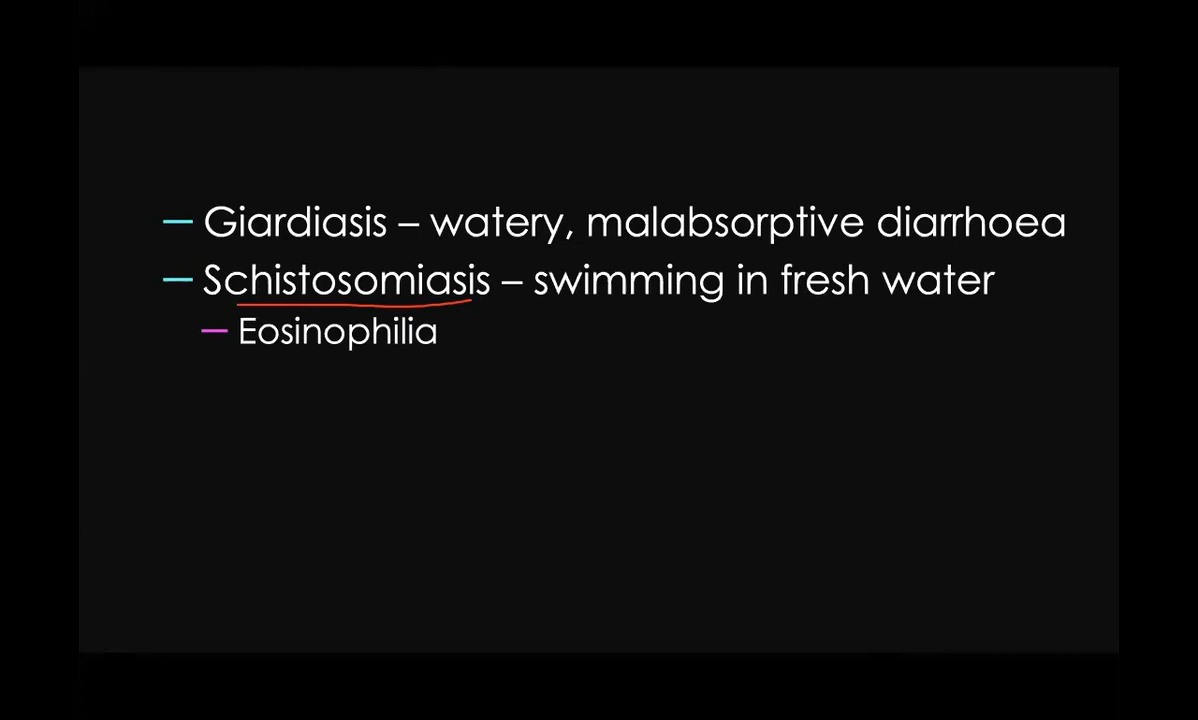 – Giardiasis – watery, malabsorptive diarrhoea
– Schistosomiasis – swimming in fresh water
– Eosinophilia